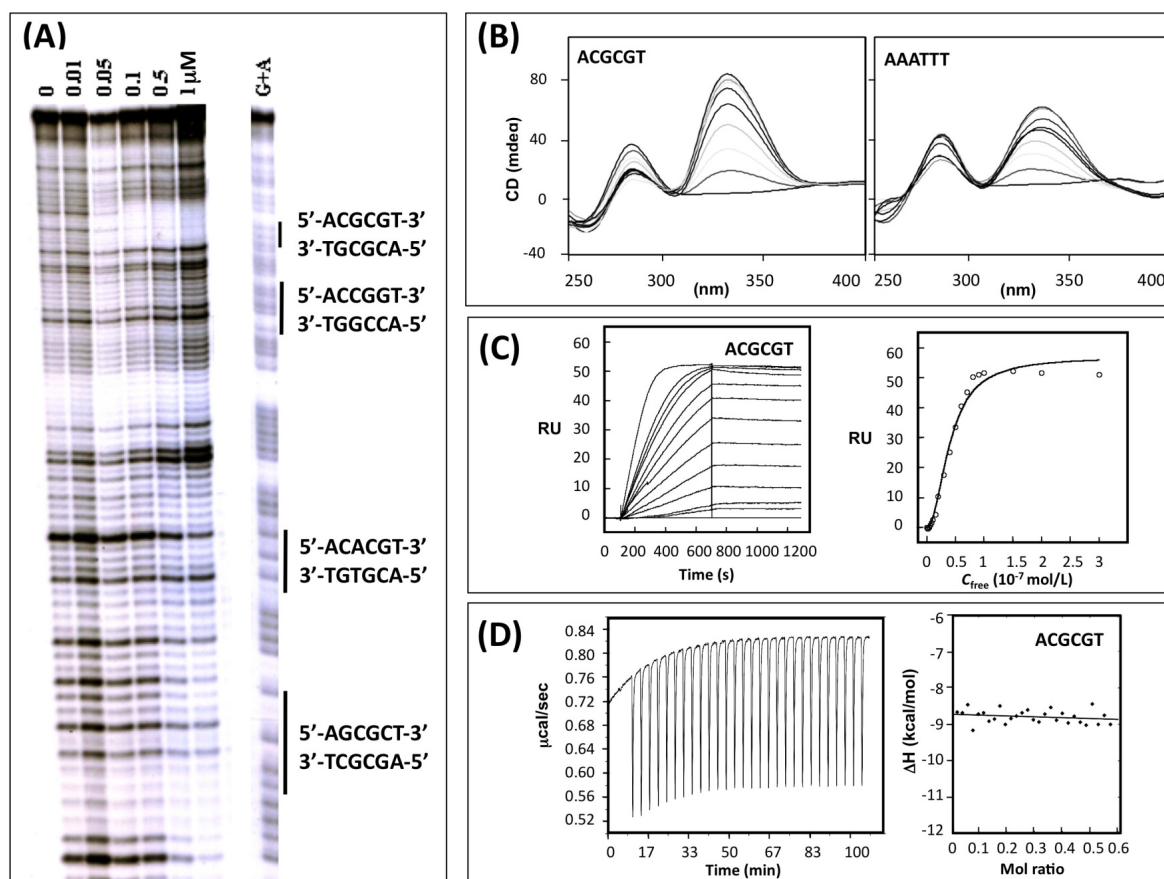 (A)
0 0.01 0.05 0.1 0.5 1 µM G+A
5’-ACGCGT-3’
3’-TGCGCA-5’
5’-ACCGGT-3’
3’-TGGCCA-5’
5’-ACACGT-3’
3’-TGTGCA-5’
5’-AGCGCT-3’
3’-TCGCGA-5’
(B)
ACGCGT
80
40
0
-40
CD (mdeg)
250 300 350 400
(nm)
AAATTT
250 300 350 400
(nm)
(C)
ACGCGT
60
50
40
30
20
10
0
RU
0 200 400 600 800 1000 1200
Time (s)
60
50
40
30
20
10
0
RU
0 0.5 1 1.5 2 2.5 3
Cfree (10-7 mol/L)
(D)
0.84
0.80
0.76
0.72
0.68
0.64
0.60
0.56
0.52
µcal/sec
0 17 33 50 67 83 100
Time (min)
ACGCGT
-6
-7
-8
-9
-10
-11
-12
ΔH (kcal/mol)
0 0.1 0.2 0.3 0.4 0.5 0.6
Mol ratio